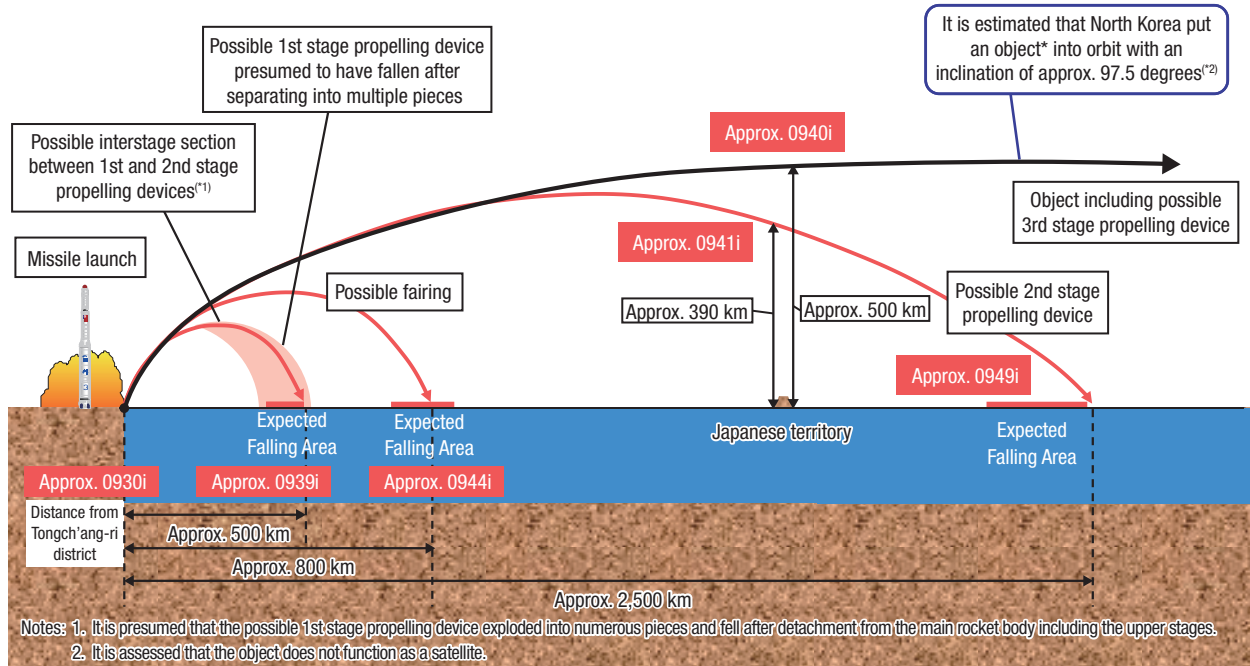 It is estimated that North Korea put
an object* into orbit with an
inclination of approx. 97.5 degrees(*2)
Possible 1st stage propelling device
presumed to have fallen after
separating into multiple pieces
Approx. 0940i
Possible interstage section
between 1st and 2nd stage
propelling devices(*1)
Object including possible
3rd stage propelling device
Approx. 0941i
Missile launch
Possible fairing
Approx. 390 km
Approx. 500 km
Possible 2nd stage
propelling device
Approx. 0949i
Expected
Falling Area
Expected
Falling Area
Japanese territory
Expected
Falling Area
Approx. 0930i
Approx. 0939i
Approx. 0944i
Distance from
Tongch'ang-ri
district
Approx. 500 km
Approx. 800 km
Approx. 2,500 km
Notes: 1. It is presumed that the possible 1st stage propelling device exploded into numerous pieces and fell after detachment from the main rocket body including the upper stages.
2. It is assessed that the object does not function as a satellite.